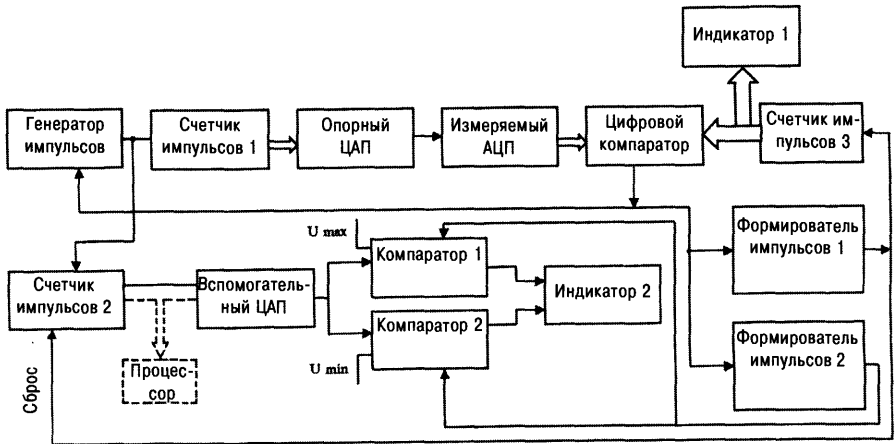 Индикатор 1
Генератор
импульсов
Счетчик
импульсов 1
Опорный
ЦАП
Измеряемый
АЦП
Цифровой
компаратор
Счетчик им-
пульсов 3
U max
Компаратор 1
Формирователь
импульсов 1
Счетчик
импульсов 2
Вспомогатель-
ный ЦАП
Индикатор 2
Компаратор 2
U min
Формирователь
импульсов 2
Процес-
сор
Сброс